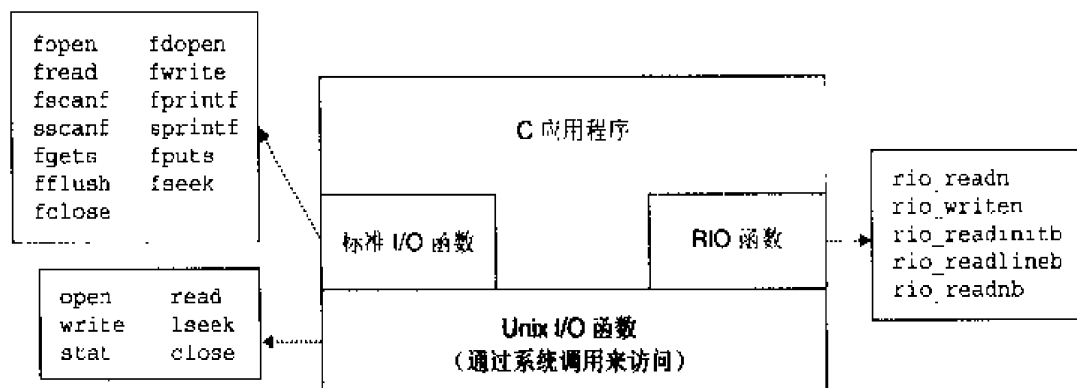 fopen fdopen
fread fwrite
fscanf fprintf
sscanf sprintf
fgets fputs
fflush fseek
fclose
C 应用程序
标准 I/O 函数
RIO 函数
rio_readn
rio_writen
rio_readinitb
rio_readlineb
rio_readnb
open read
write lseek
stat close
Unix I/O 函数
（通过系统调用来访问）